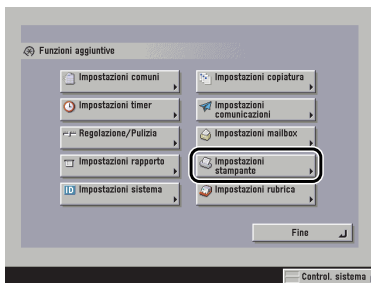 Funzioni aggiuntive
Impostazioni comuni
Impostazioni copiatura
Impostazioni timer
Impostazioni
comunicazioni
Regolazione/Pulizia
Impostazioni mailbox
Impostazioni rapporto
Impostazioni
stampante
ID Impostazioni sistema
Impostazioni rubrica
Fine
Control. sistema